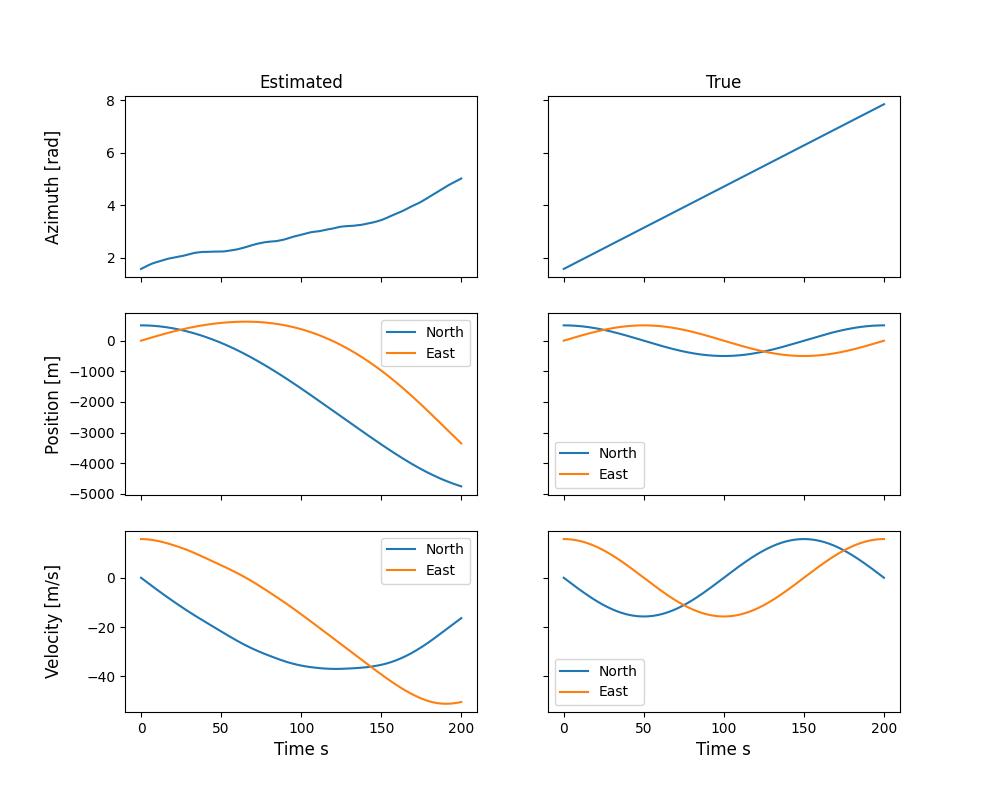 Estimated
True
Azimuth [rad]
8
6
4
2
Position [m]
0
−1000
−2000
−3000
−4000
−5000
North
East
North
East
Velocity [m/s]
0
−20
−40
North
East
North
East
0 50 100 150 200
0 50 100 150 200
Time s
Time s